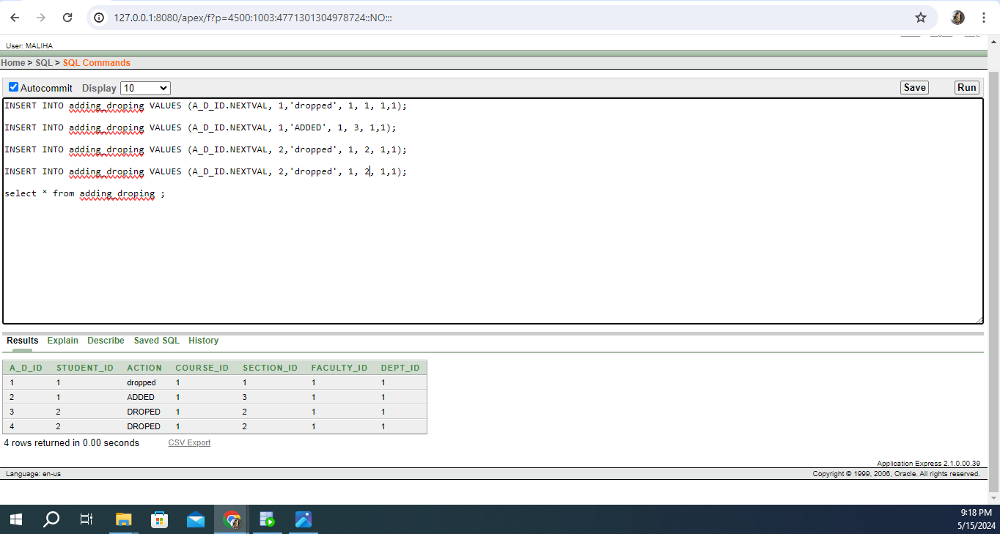 127.0.0.1:8080/apex/f?p=4500:1003:4771301304978724::NO:::
User: MALIHA
Home > SQL > SQL Commands
Autocommit Display 10 Save Run
INSERT INTO adding_droping VALUES (A_D_ID.NEXTVAL, 1,'dropped', 1, 1, 1,1);
INSERT INTO adding_droping VALUES (A_D_ID.NEXTVAL, 1,'ADDED', 1, 3, 1,1);
INSERT INTO adding_droping VALUES (A_D_ID.NEXTVAL, 2,'dropped', 1, 2, 1,1);
INSERT INTO adding_droping VALUES (A_D_ID.NEXTVAL, 2,'dropped', 1, 2, 1,1);
select * from adding_droping ;
Results Explain Describe Saved SQL History
A_D_ID STUDENT_ID ACTION COURSE_ID SECTION_ID FACULTY_ID DEPT_ID
1 1 dropped 1 1 1 1
2 1 ADDED 1 3 1 1
3 2 DROPED 1 2 1 1
4 2 DROPED 1 2 1 1
4 rows returned in 0.00 seconds CSV Export
Application Express 2.1.0.00.39
Language: en-us Copyright © 1999, 2006, Oracle. All rights reserved.
9:18 PM
5/15/2024